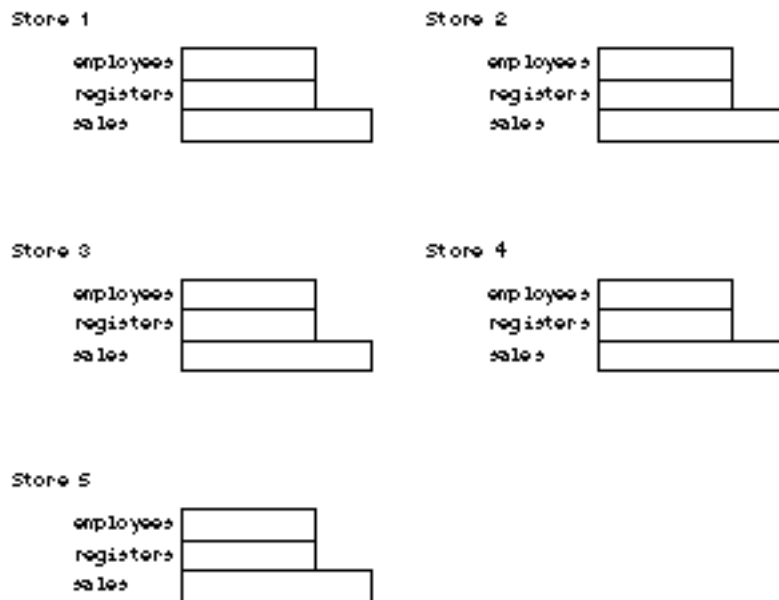 Store 1
employees
registers
sales
Store 2
employees
registers
sales
Store 3
employees
registers
sales
Store 4
employees
registers
sales
Store 5
employees
registers
sales